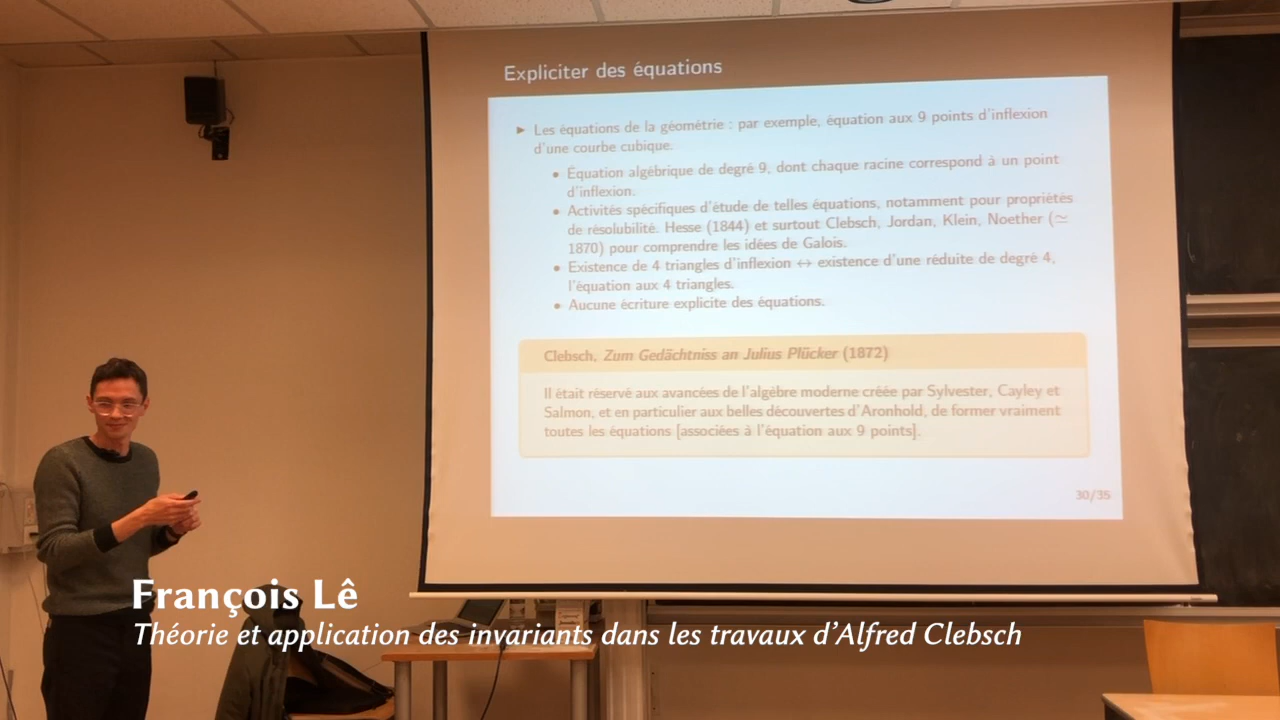 Expliciter des équations
► Les équations de la géométrie : par exemple, équation aux 9 points d'inflexion
d'une courbe cubique.
• Équation algébrique de degré 9, dont chaque racine correspond à un point
d'inflexion.
• Activités spécifiques d'étude de telles équations, notamment pour propriétés
de résolubilité. Hesse (1844) et surtout Clebsch, Jordan, Klein, Noether (≃
1870) pour comprendre les idées de Galois.
• Existence de 4 triangles d'inflexion ↔ existence d'une réduite de degré 4,
l'équation aux 4 triangles.
• Aucune écriture explicite des équations.
Clebsch. Zum Gedächtniss an Julius Plücker (1872)
Il était réservé aux avancées de l'algèbre moderne créée par Sylvester, Cayley et
Salmon, et en particulier aux belles découvertes d'Aronhold, de former vraiment
toutes les équations [associées à l'équation aux 9 points].
30/35
François Lê
Théorie et application des invariants dans les travaux d'Alfred Clebsch